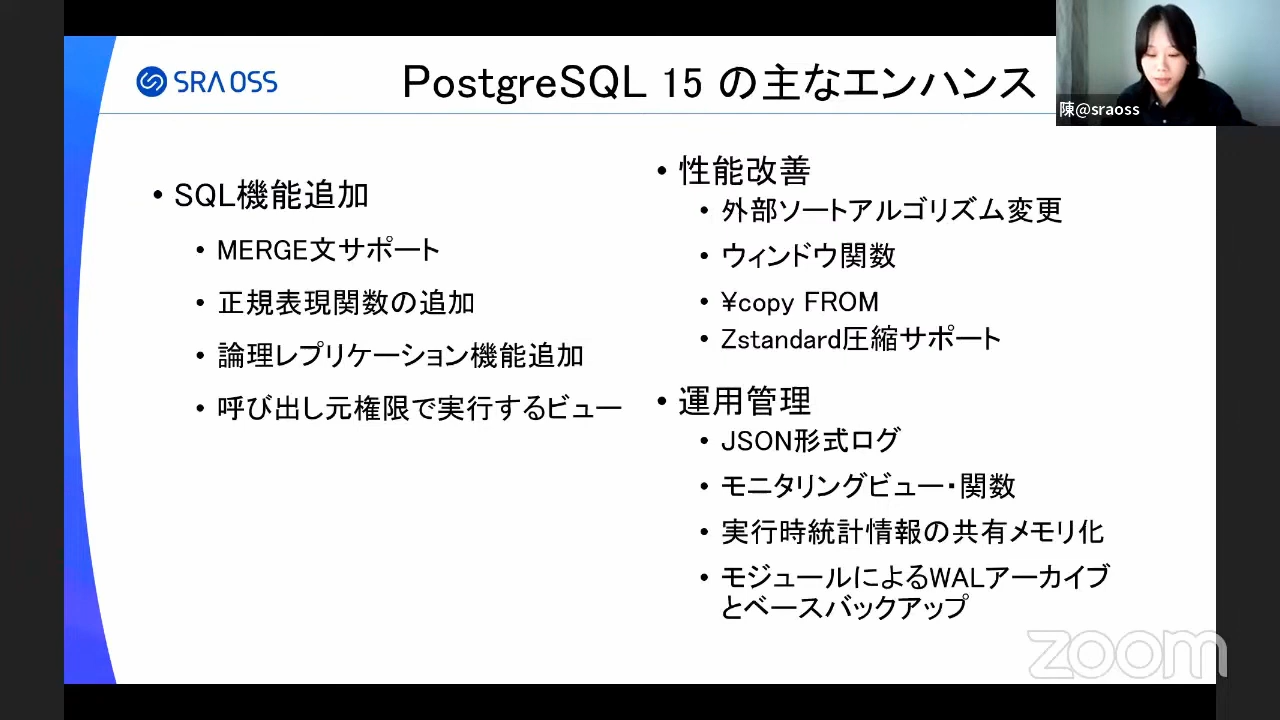 SRA OSS
PostgreSQL 15 の主なエンハンス
陳@sraoss
• SQL機能追加
• MERGE文サポート
• 正規表現関数の追加
• 論理レプリケーション機能追加
• 呼び出し元権限で実行するビュー
• 性能改善
• 外部ソートアルゴリズム変更
• ウィンドウ関数
• ¥copy FROM
• Zstandard圧縮サポート
• 運用管理
• JSON形式ログ
• モニタリングビュー・関数
• 実行時統計情報の共有メモリ化
• モジュールによるWALアーカイブ
とベースバックアップ
zoom